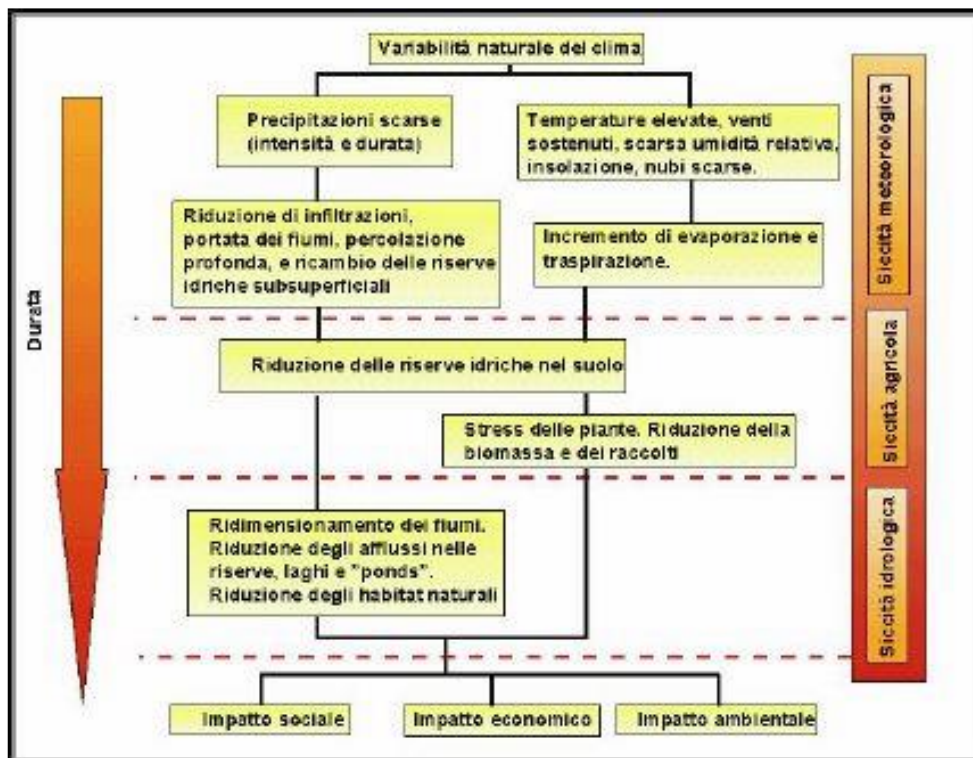 Variabilità naturale del clima
Precipitazioni scarse
(intensità e durata)
Temperature elevate, venti
sostenuti, scarsa umidità relativa,
insolazione, nubi scarse.
Riduzione di infiltrazioni,
portata dei fiumi, percolazione
profonda, e ricambio delle riserve
idriche subsuperficiali
Incremento di evaporazione e
traspirazione.
Riduzione delle riserve idriche nel suolo
Stress delle piante. Riduzione della
biomassa e dei raccolti
Ridimensionamento dei fiumi.
Riduzione degli afflussi nelle
riserve, laghi e "ponds".
Riduzione degli habitat naturali
Impatto sociale
Impatto economico
Impatto ambientale
Durata
Siccità meteorologica
Siccità agricola
Siccità idrologica